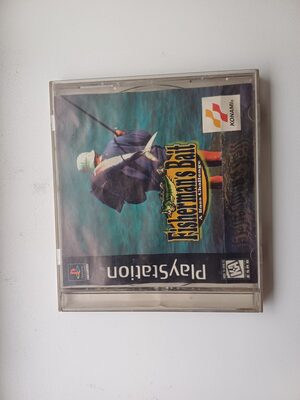 PlayStation
KONAMI
Fisherman's Bait
A Bass Challenge